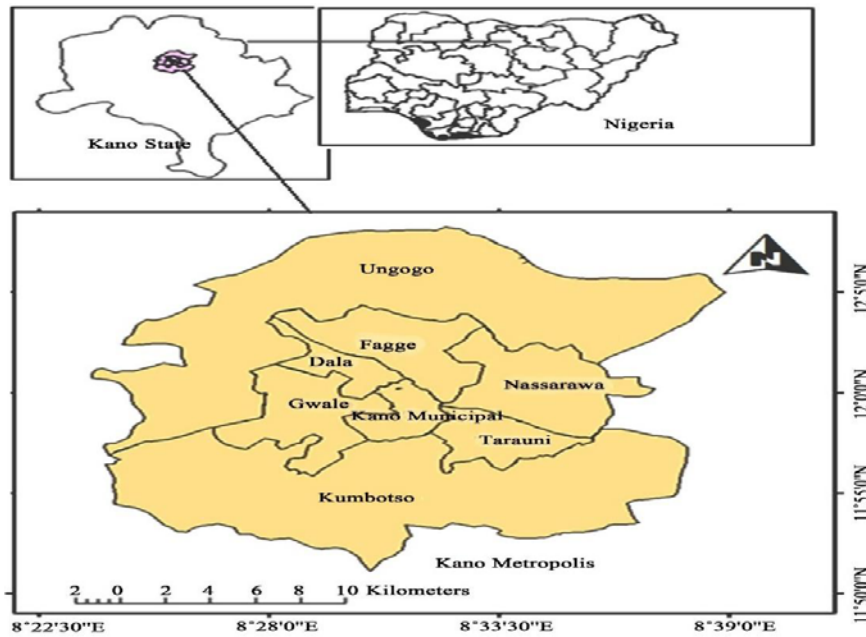 Kano State
Nigeria
N
Ungogo
Fagge
Dala
Nassarawa
Gwale
Kano Municipal
Tarauni
Kumbotso
Kano Metropolis
2 0 2 4 6 8 10 Kilometers
8°22'30"E 8°28'0"E 8°33'30"E 8°39'0"E
12°5'0"N
12°0'0"N
11°55'0"N
11°50'0"N